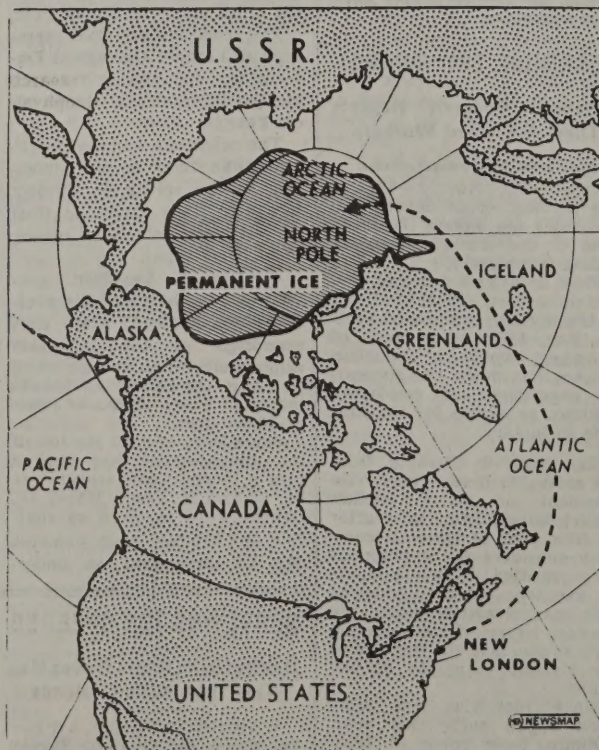 U.S.S.R.
ARCTIC
OCEAN
NORTH
POLE
PERMANENT ICE
ICELAND
ALASKA
GREENLAND
PACIFIC
OCEAN
ATLANTIC
OCEAN
CANADA
NEW
LONDON
UNITED STATES
NEWSMAP